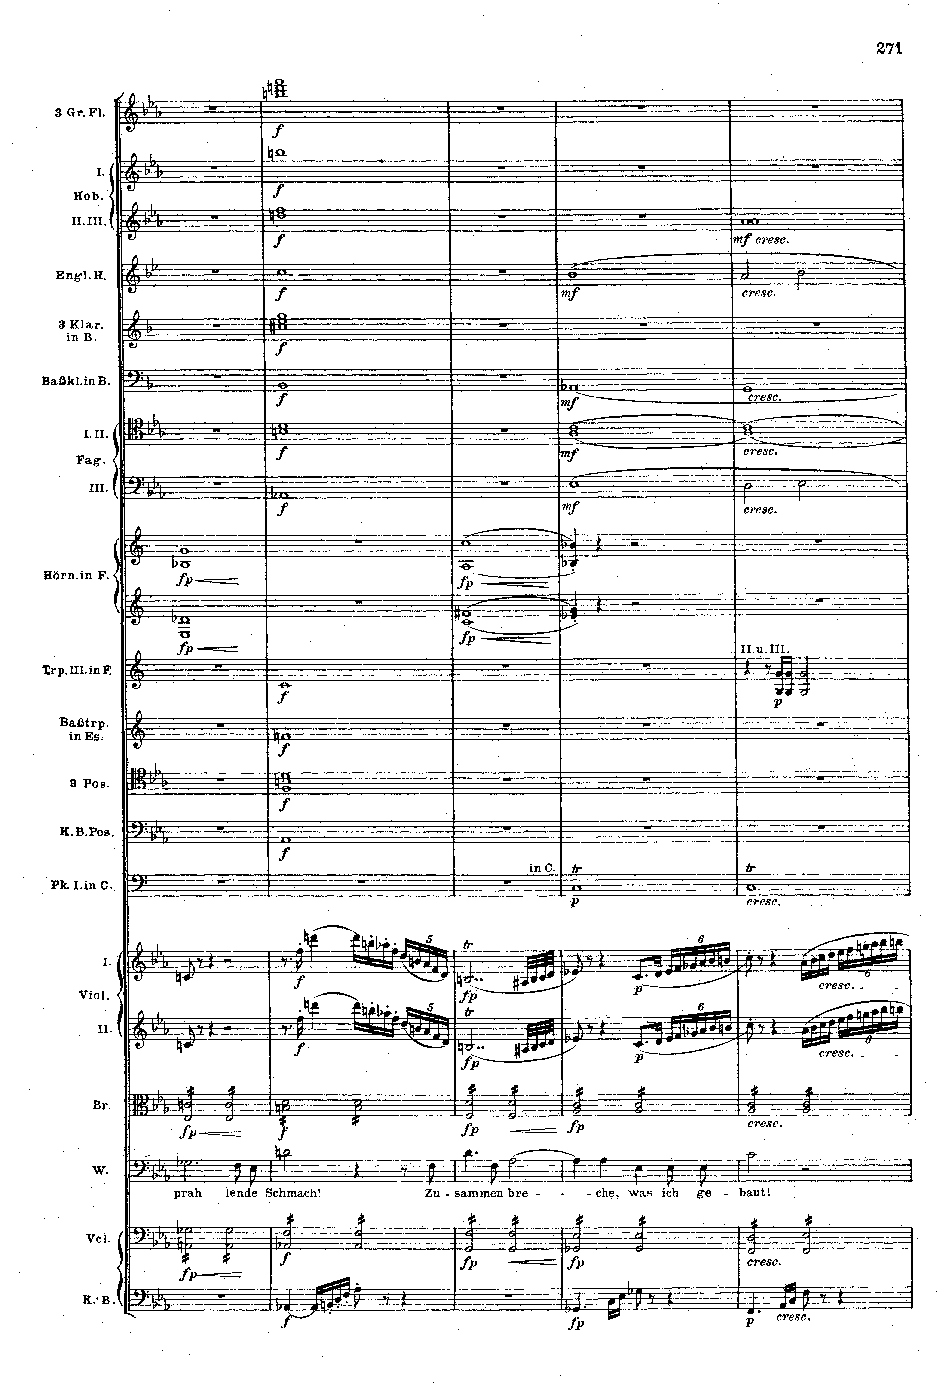 271
3 Gr. Fl.
f
I.
f
Hob.
II. III.
f
mf cresc.
Engl. H.
f
mf
cresc.
3 Klar.
in B.
f
Baßkl. in B.
f
mf
cresc.
I. II.
f
mf
cresc.
Fag.
III.
f
mf
cresc.
Hörn. in F.
fp
fp
fp
fp
II. u. III.
Trp. III. in F.
f
p
Baßtrp.
in Es.
f
3 Pos.
f
K. B. Pos.
f
in C.
tr
tr
Pk. I. in C.
p
cresc.
I.
5
tr
6
f
fp
p
cresc.
6
Viol.
II.
5
tr
6
f
fp
p
cresc.
6
Br.
fp
f
fp
fp
cresc.
W.
prah lende Schmach! Zu - sammen bre - - - che, was ich ge - baut!
Vcl.
fp
f
fp
fp
cresc.
K. B.
f
fp
p cresc.